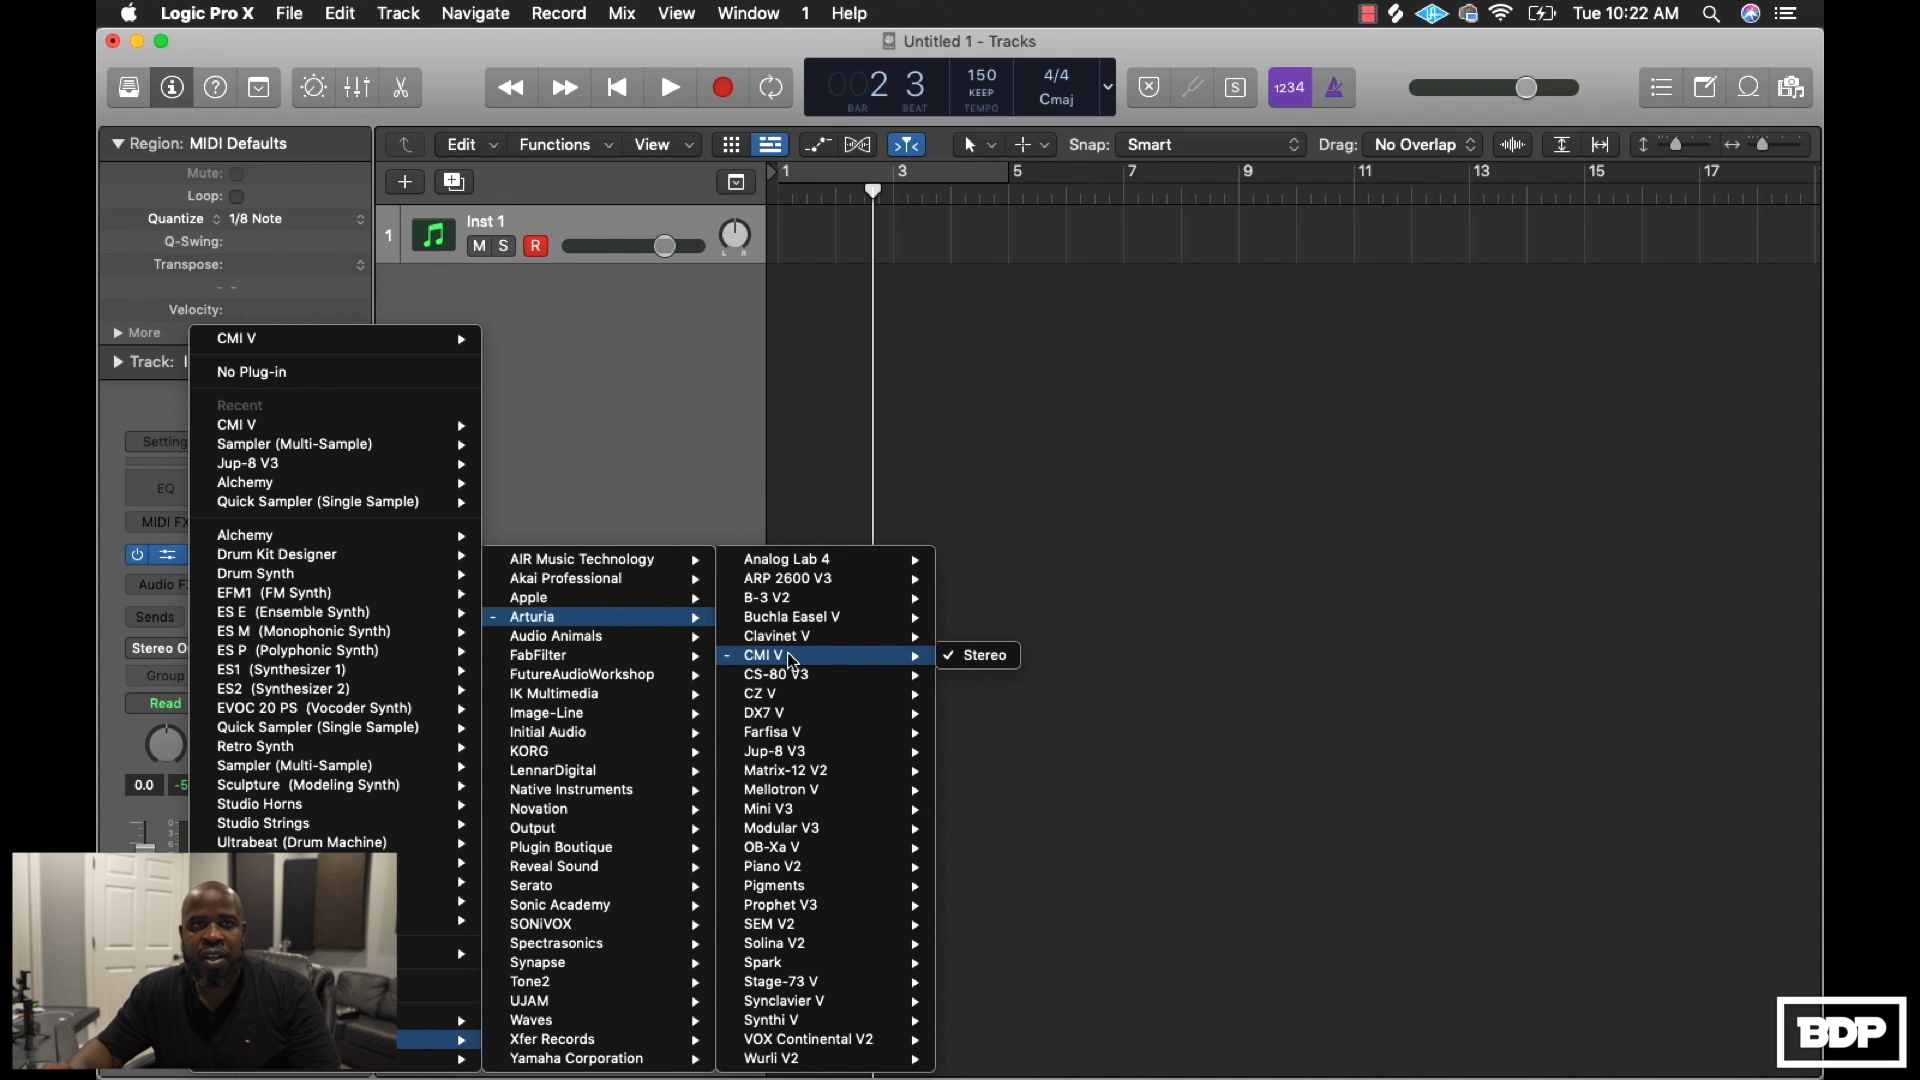 Logic Pro X File Edit Track Navigate Record Mix View Window 1 Help Tue 10:22 AM
Untitled 1 - Tracks
002 3 150 KEEP 4/4 Cmaj
BAR BEAT TEMPO
S 1234
Region: MIDI Defaults
Edit Functions View Snap: Smart Drag: No Overlap
Mute:
Loop:
Quantize 1/8 Note
Q-Swing:
Transpose:
Velocity:
More
Track: I
1 3 5 7 9 11 13 15 17
1 Inst 1
M S R
L R
Setting
EQ
MIDI FX
Audio F
Sends
Stereo O
Group
Read
0.0 -5
0
3
6
CMI V
No Plug-in
Recent
CMI V
Sampler (Multi-Sample)
Jup-8 V3
Alchemy
Quick Sampler (Single Sample)
Alchemy
Drum Kit Designer
Drum Synth
EFM1 (FM Synth)
ES E (Ensemble Synth)
ES M (Monophonic Synth)
ES P (Polyphonic Synth)
ES1 (Synthesizer 1)
ES2 (Synthesizer 2)
EVOC 20 PS (Vocoder Synth)
Quick Sampler (Single Sample)
Retro Synth
Sampler (Multi-Sample)
Sculpture (Modeling Synth)
Studio Horns
Studio Strings
Ultrabeat (Drum Machine)
AIR Music Technology
Akai Professional
Apple
- Arturia
Audio Animals
FabFilter
FutureAudioWorkshop
IK Multimedia
Image-Line
Initial Audio
KORG
LennarDigital
Native Instruments
Novation
Output
Plugin Boutique
Reveal Sound
Serato
Sonic Academy
SONiVOX
Spectrasonics
Synapse
Tone2
UJAM
Waves
Xfer Records
Yamaha Corporation
Analog Lab 4
ARP 2600 V3
B-3 V2
Buchla Easel V
Clavinet V
- CMI V
CS-80 V3
CZ V
DX7 V
Farfisa V
Jup-8 V3
Matrix-12 V2
Mellotron V
Mini V3
Modular V3
OB-Xa V
Piano V2
Pigments
Prophet V3
SEM V2
Solina V2
Spark
Stage-73 V
Synclavier V
Synthi V
VOX Continental V2
Wurli V2
✓ Stereo
BDP